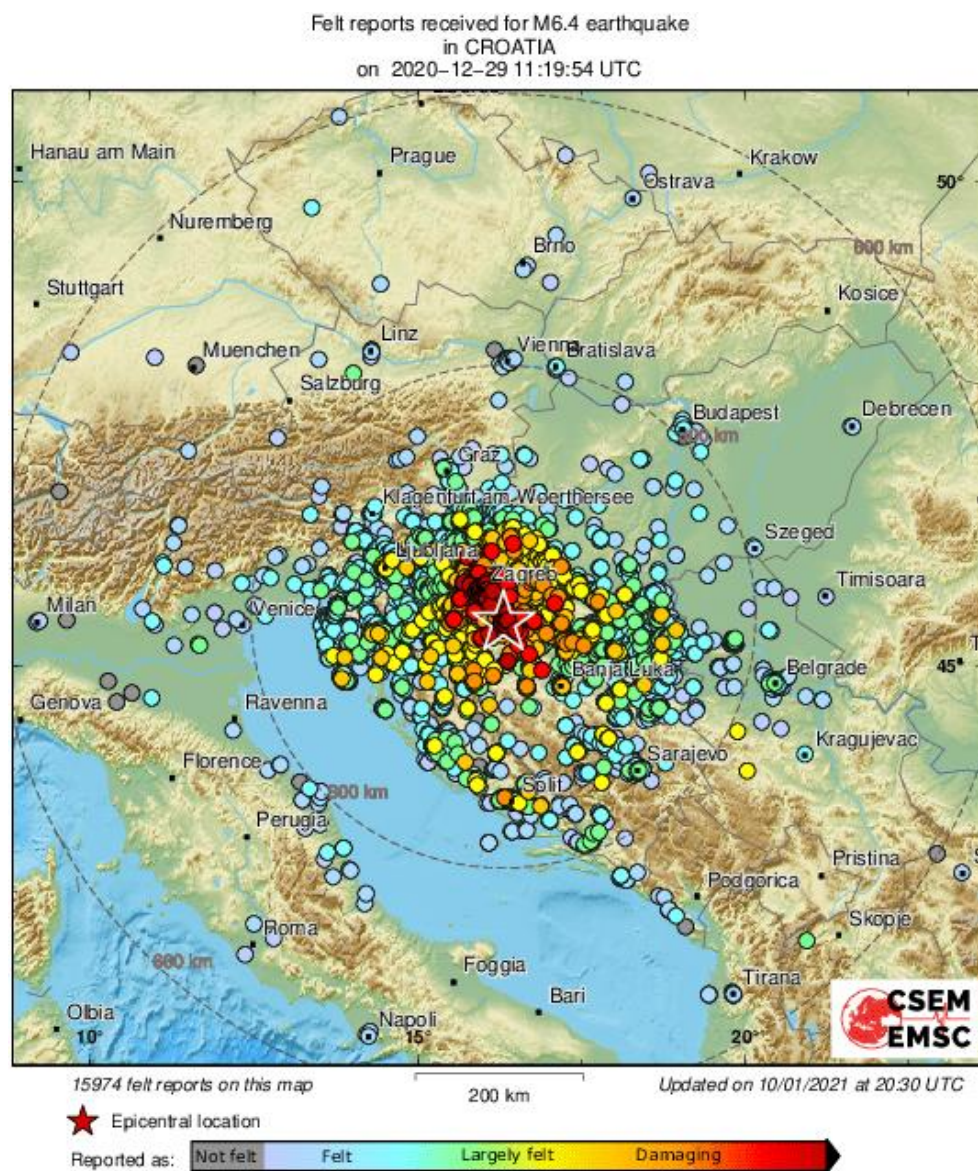 Felt reports received for M6.4 earthquake
in CROATIA
on 2020-12-29 11:19:54 UTC
Hanau am Main
Prague
Krakow
50°
Ostrava
Nuremberg
Brno
600 km
Stuttgart
Kosice
Linz
Muenchen
Vienna
Bratislava
Salzburg
Budapest
Debrecen
300 km
Graz
Klagenfurt am Woerthersee
Szeged
Ljubljana
Zagreb
Timisoara
Milan
Venice
45°
Banja Luka
Belgrade
Genova
Ravenna
Kragujevac
Florence
Sarajevo
300 km
Split
Perugia
Pristina
Podgorica
Roma
Skopje
600 km
Foggia
Tirana
Bari
CSEM
EMSC
Olbia
10°
Napoli
15°
20°
15974 felt reports on this map
200 km
Updated on 10/01/2021 at 20:30 UTC
Epicentral location
Reported as:
Not felt
Felt
Largely felt
Damaging